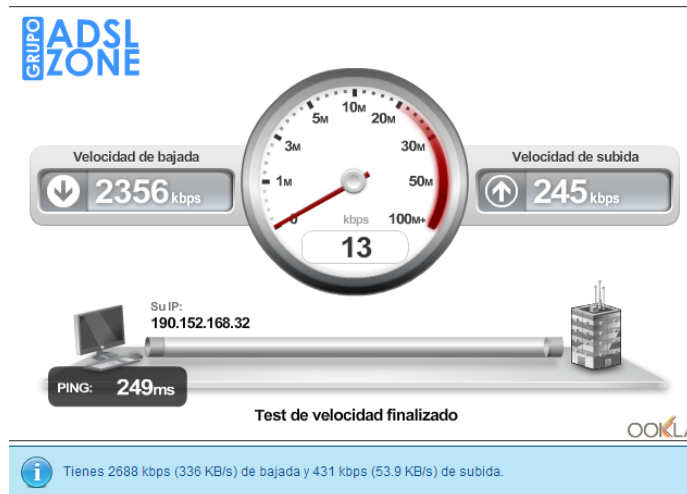 GRUPO
ADSL
ZONE
Velocidad de bajada
2356 kbps
Velocidad de subida
245 kbps
0
1M
3M
5M
10M
20M
30M
50M
100M+
kbps
13
Su IP:
190.152.168.32
PING: 249ms
Test de velocidad finalizado
OOKLA
Tienes 2688 kbps (336 KB/s) de bajada y 431 kbps (53.9 KB/s) de subida.